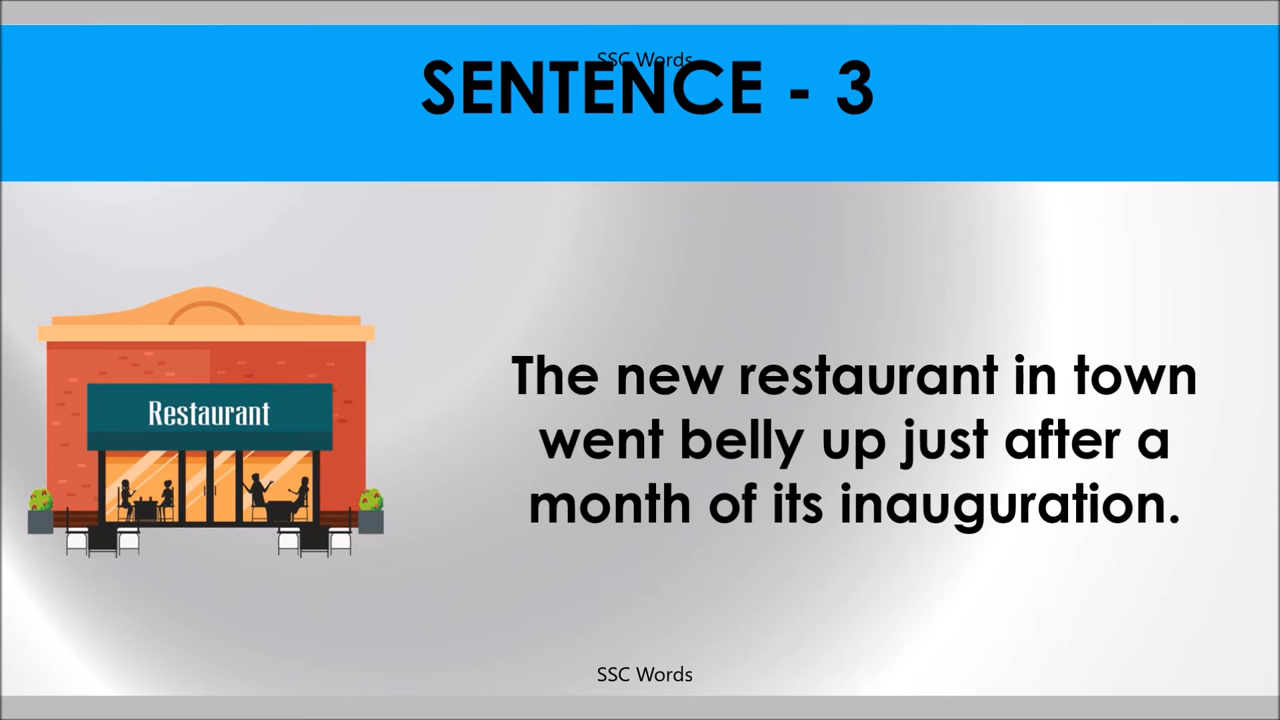 SSC Words
SENTENCE - 3
Restaurant
The new restaurant in town
went belly up just after a
month of its inauguration.
SSC Words